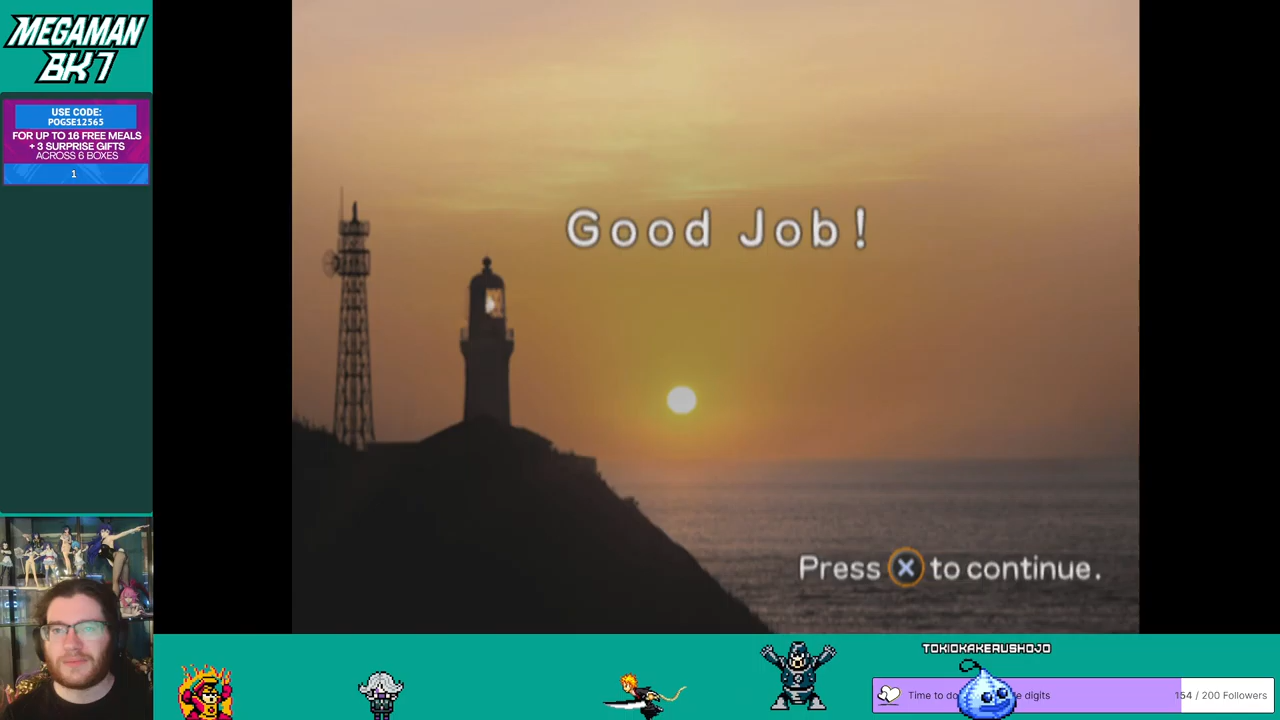 MEGAMAN
BK7
USE CODE:
POGSE12565
FOR UP TO 16 FREE MEALS
+ 3 SURPRISE GIFTS
ACROSS 6 BOXES
1
Good Job!
Press X to continue.
TOKIOKAKERUSHOJO
Time to do
digits
154 / 200 Followers